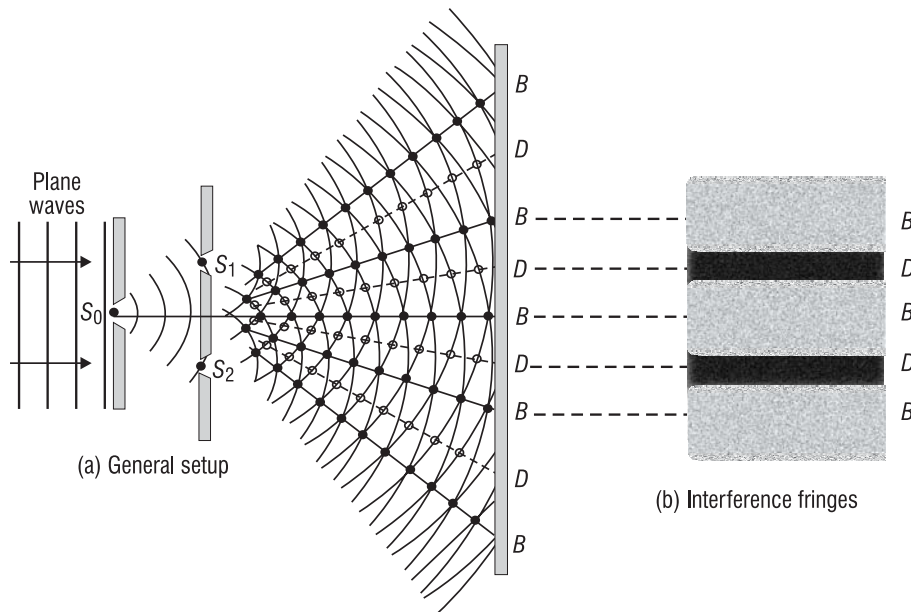 Plane
waves
S0
S1
S2
(a) General setup
B
D
B
D
B
D
B
D
B
B
D
B
D
B
(b) Interference fringes